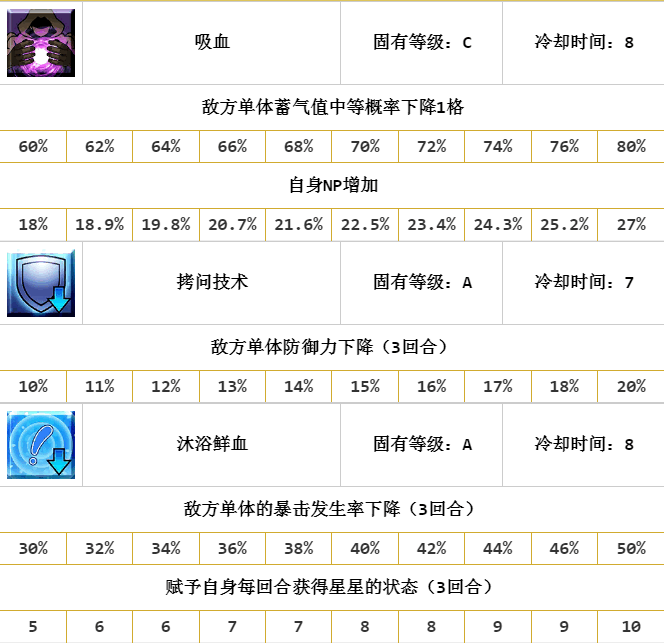 吸血 固有等级：C 冷却时间：8
敌方单体蓄气值中等概率下降1格
60% 62% 64% 66% 68% 70% 72% 74% 76% 80%
自身NP增加
18% 18.9% 19.8% 20.7% 21.6% 22.5% 23.4% 24.3% 25.2% 27%
拷问技术 固有等级：A 冷却时间：7
敌方单体防御力下降（3回合）
10% 11% 12% 13% 14% 15% 16% 17% 18% 20%
沐浴鲜血 固有等级：A 冷却时间：8
敌方单体的暴击发生率下降（3回合）
30% 32% 34% 36% 38% 40% 42% 44% 46% 50%
赋予自身每回合获得星星的状态（3回合）
5 6 6 7 7 8 8 9 9 10